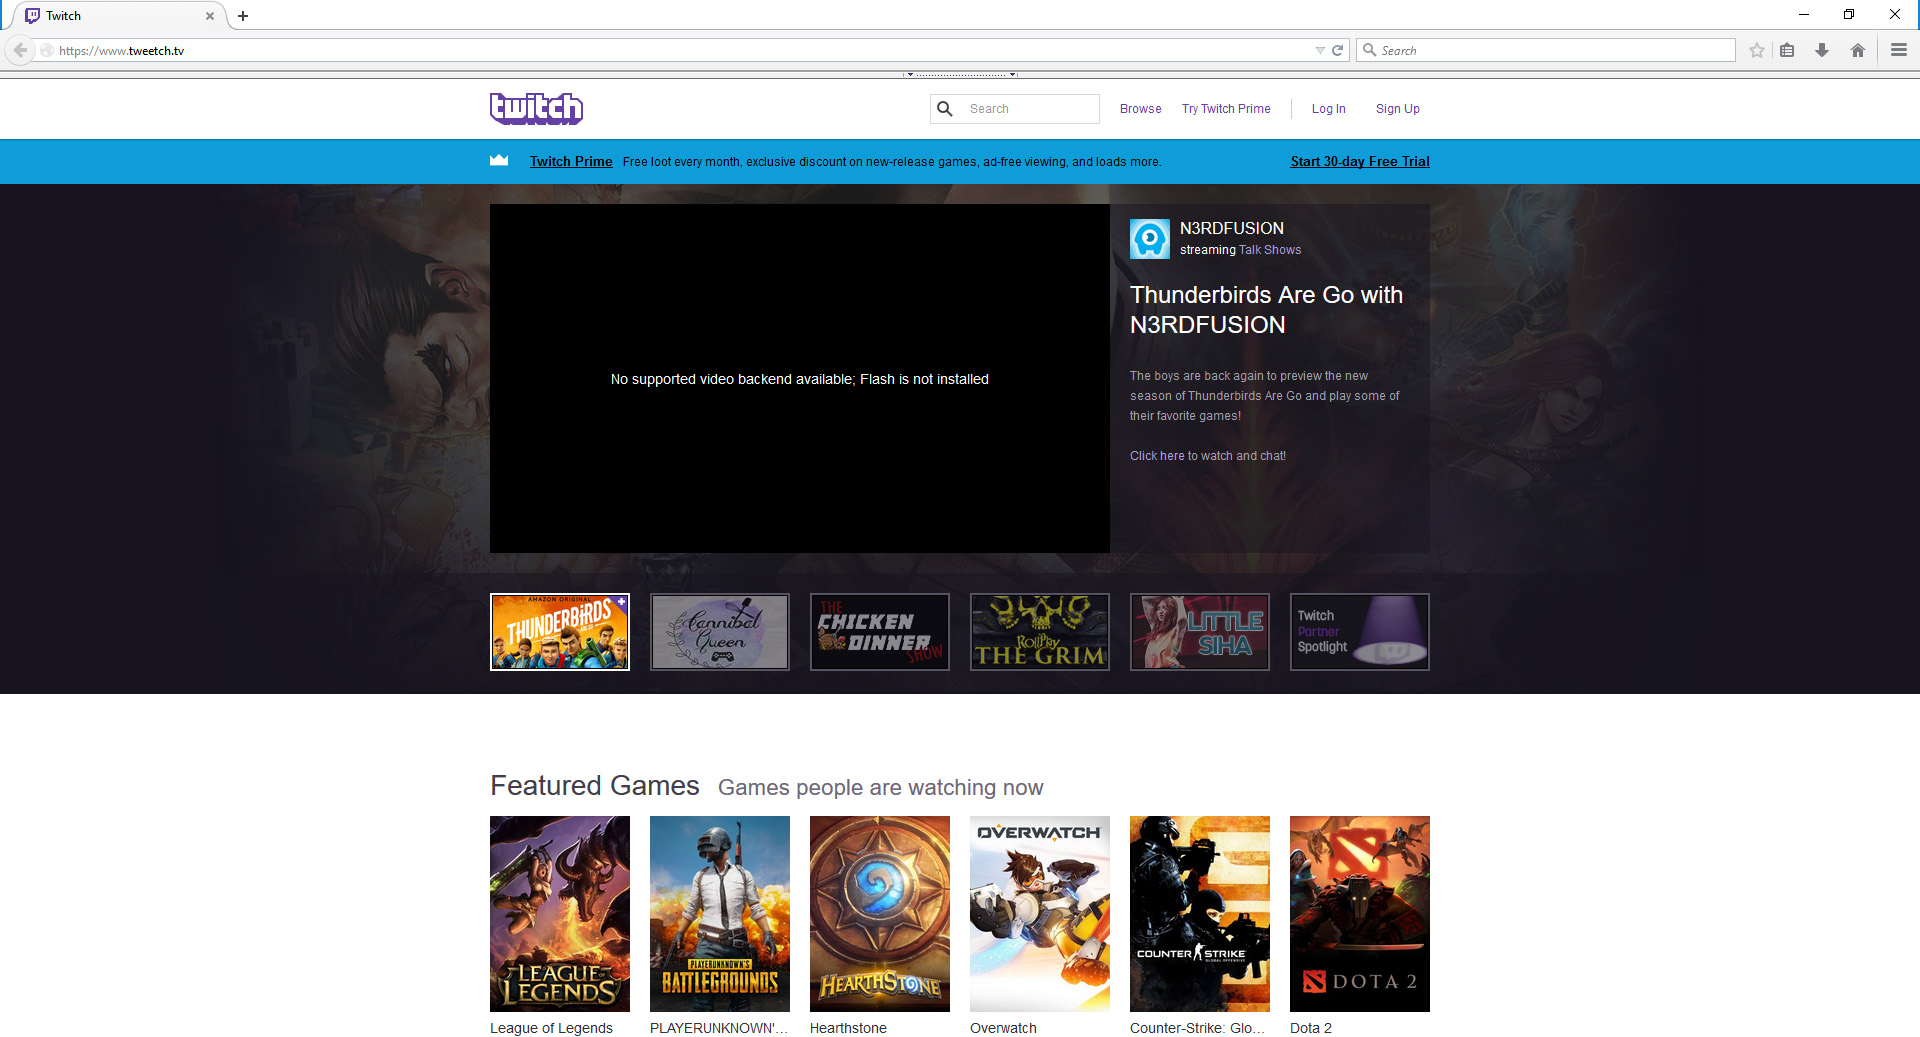 Twitch
https://www.tweetch.tv
Search
twitch
Search
Browse
Try Twitch Prime
Log In
Sign Up
Twitch Prime Free loot every month, exclusive discount on new-release games, ad-free viewing, and loads more.
Start 30-day Free Trial
No supported video backend available; Flash is not installed
N3RDFUSION
streaming Talk Shows
Thunderbirds Are Go with
N3RDFUSION
The boys are back again to preview the new
season of Thunderbirds Are Go and play some of
their favorite games!
Click here to watch and chat!
AMAZON ORIGINAL
THUNDERBIRDS
ARE GO
Cannibal
Queen
THE
CHICKEN
DINNER
SHOW
RollPlay
THE GRIM
LITTLE
SIHA
Twitch
Partner
Spotlight
Featured Games Games people are watching now
LEAGUE OF
LEGENDS
PLAYERUNKNOWN'S
BATTLEGROUNDS
HEARTHSTONE
OVERWATCH
COUNTER STRIKE
GLOBAL OFFENSIVE
DOTA 2
League of Legends
PLAYERUNKNOWN'...
Hearthstone
Overwatch
Counter-Strike: Glo...
Dota 2